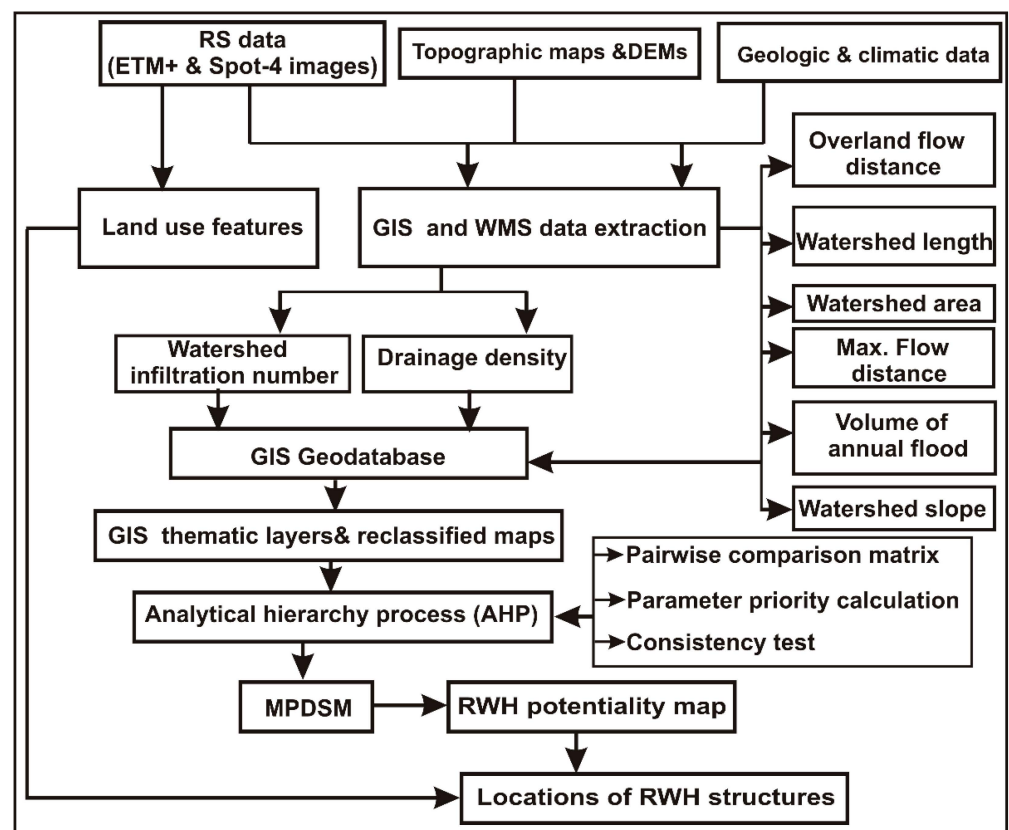 RS data
(ETM+ & Spot-4 images)
Topographic maps &DEMs
Geologic & climatic data
Overland flow
distance
Land use features
GIS and WMS data extraction
Watershed length
Watershed area
Max. Flow
distance
Watershed
infiltration number
Drainage density
Volume of
annual flood
GIS Geodatabase
Watershed slope
GIS thematic layers& reclassified maps
Pairwise comparison matrix
Parameter priority calculation
Consistency test
Analytical hierarchy process (AHP)
MPDSM
RWH potentiality map
Locations of RWH structures